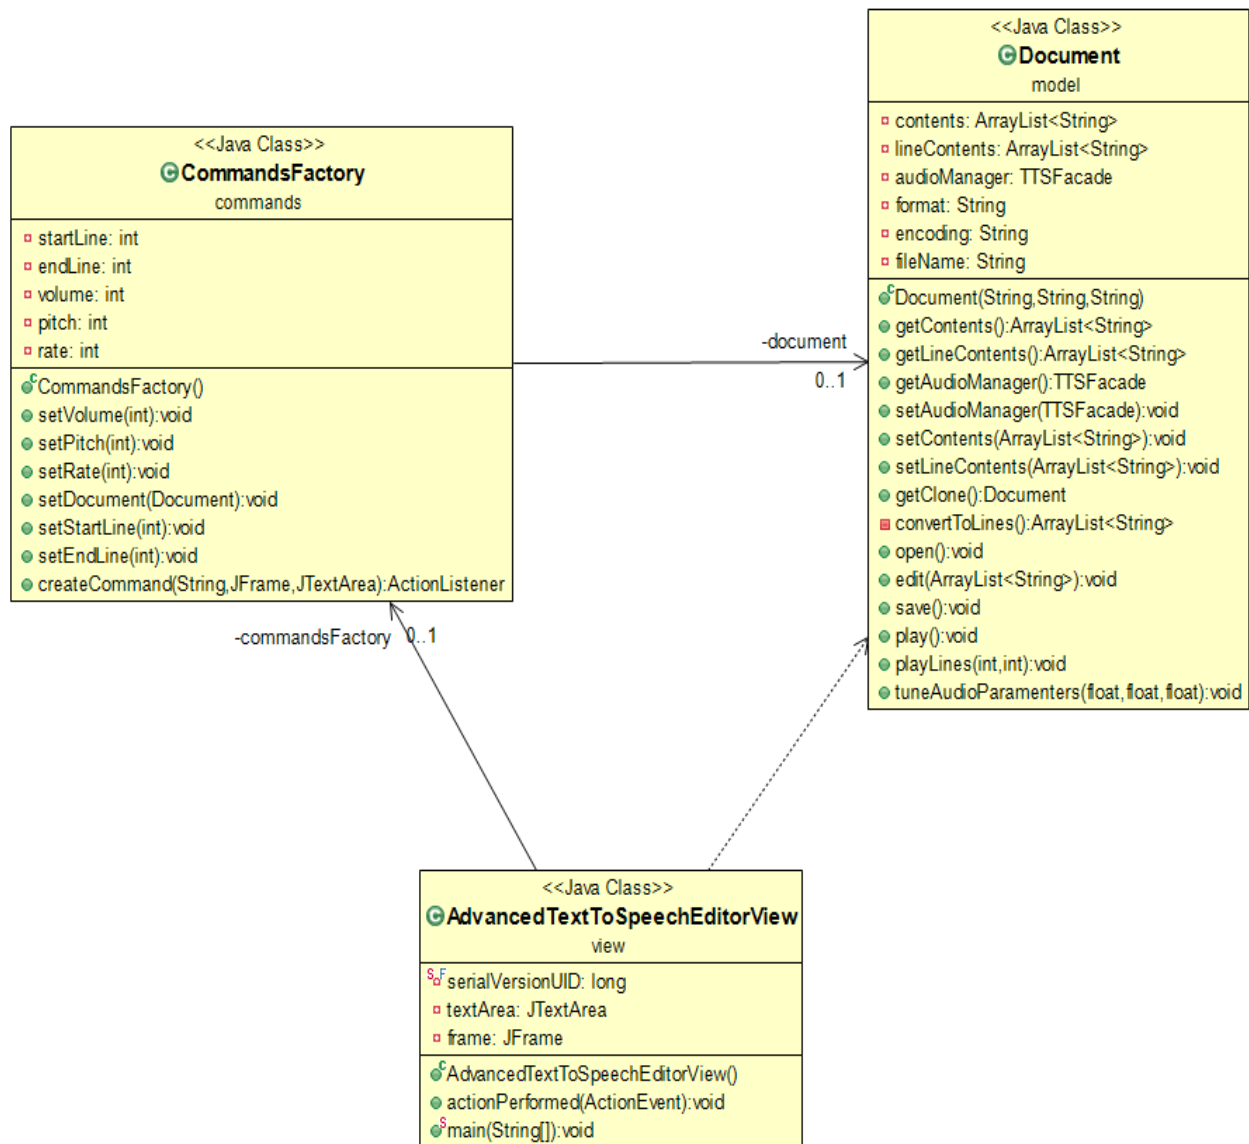 <<Java Class>>
CommandsFactory
commands
startLine: int
endLine: int
volume: int
pitch: int
rate: int
CommandsFactory()
setVolume(int):void
setPitch(int):void
setRate(int):void
setDocument(Document):void
setStartLine(int):void
setEndLine(int):void
createCommand(String,JFrame,JTextArea):ActionListener
-document
0..1
<<Java Class>>
Document
model
contents: ArrayList<String>
lineContents: ArrayList<String>
audioManager: TTSFacade
format: String
encoding: String
fileName: String
Document(String,String,String)
getContents():ArrayList<String>
getLineContents():ArrayList<String>
getAudioManager():TTSFacade
setAudioManager(TTSFacade):void
setContents(ArrayList<String>):void
setLineContents(ArrayList<String>):void
getClone():Document
convertToLines():ArrayList<String>
open():void
edit(ArrayList<String>):void
save():void
play():void
playLines(int,int):void
tuneAudioParamenters(float,float,float):void
-commandsFactory 0..1
<<Java Class>>
AdvancedTextToSpeechEditorView
view
serialVersionUID: long
textArea: JTextArea
frame: JFrame
AdvancedTextToSpeechEditorView()
actionPerformed(ActionEvent):void
main(String[]):void